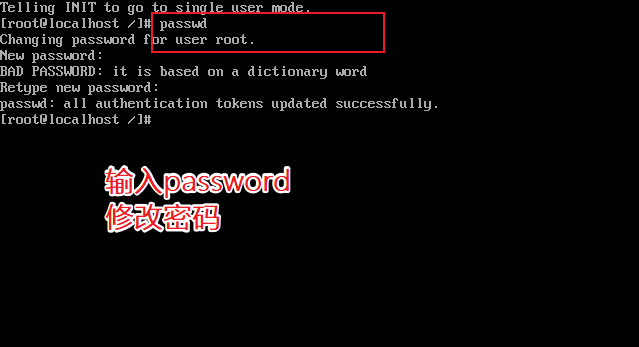 Telling INIT to go to single user mode.
[root@localhost /]# passwd
Changing password for user root.
New password:
BAD PASSWORD: it is based on a dictionary word
Retype new password:
passwd: all authentication tokens updated successfully.
[root@localhost /]#
输入password
修改密码